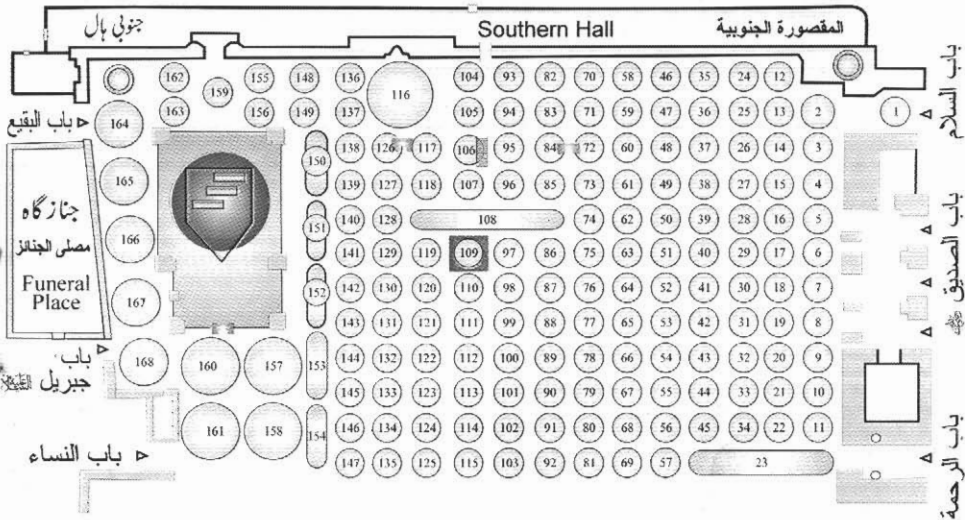 جنوبی ہال Southern Hall المقصورة الجنوبية
162 159 155 148 136 116 104 93 82 70 58 46 35 24 12
163 156 149 137 105 94 83 71 59 47 36 25 13 2 1
باب السلام
باب البقيع 164
150 138 126 117 106 95 84 72 60 48 37 26 14 3
165 139 127 118 107 96 85 73 61 49 38 27 15 4
جنازگاه
مصلى الجنائز
Funeral
Place
151 140 128 108 74 62 50 39 28 16 5
166 141 129 119 109 97 86 75 63 51 40 29 17 6
باب الصديق
152 142 130 120 110 98 87 76 64 52 41 30 18 7
167 143 131 121 111 99 88 77 65 53 42 31 19 8
باب
جبريل
168 160 157 153 144 132 122 112 100 89 78 66 54 43 32 20 9
145 133 123 113 101 90 79 67 55 44 33 21 10
161 158 154 146 134 124 114 102 91 80 68 56 45 34 22 11
باب النساء
147 135 125 115 103 92 81 69 57 23
باب الرحمة